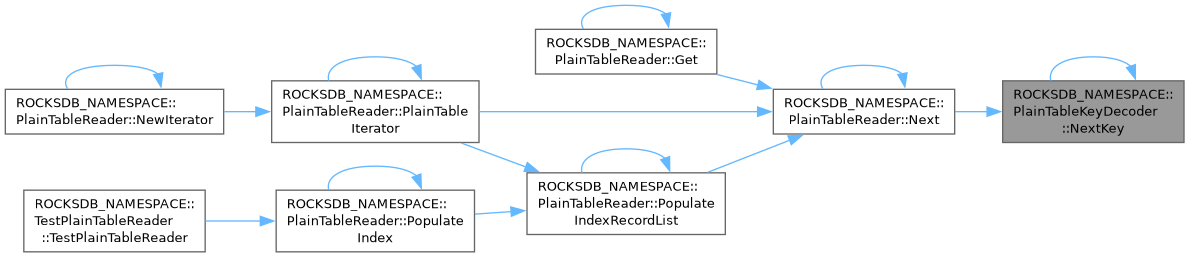 ROCKSDB_NAMESPACE::
PlainTableReader::Get
ROCKSDB_NAMESPACE::
PlainTableReader::NewIterator
ROCKSDB_NAMESPACE::
PlainTableReader::PlainTable
Iterator
ROCKSDB_NAMESPACE::
PlainTableReader::Next
ROCKSDB_NAMESPACE::
PlainTableKeyDecoder
::NextKey
ROCKSDB_NAMESPACE::
TestPlainTableReader
::TestPlainTableReader
ROCKSDB_NAMESPACE::
PlainTableReader::Populate
Index
ROCKSDB_NAMESPACE::
PlainTableReader::Populate
IndexRecordList